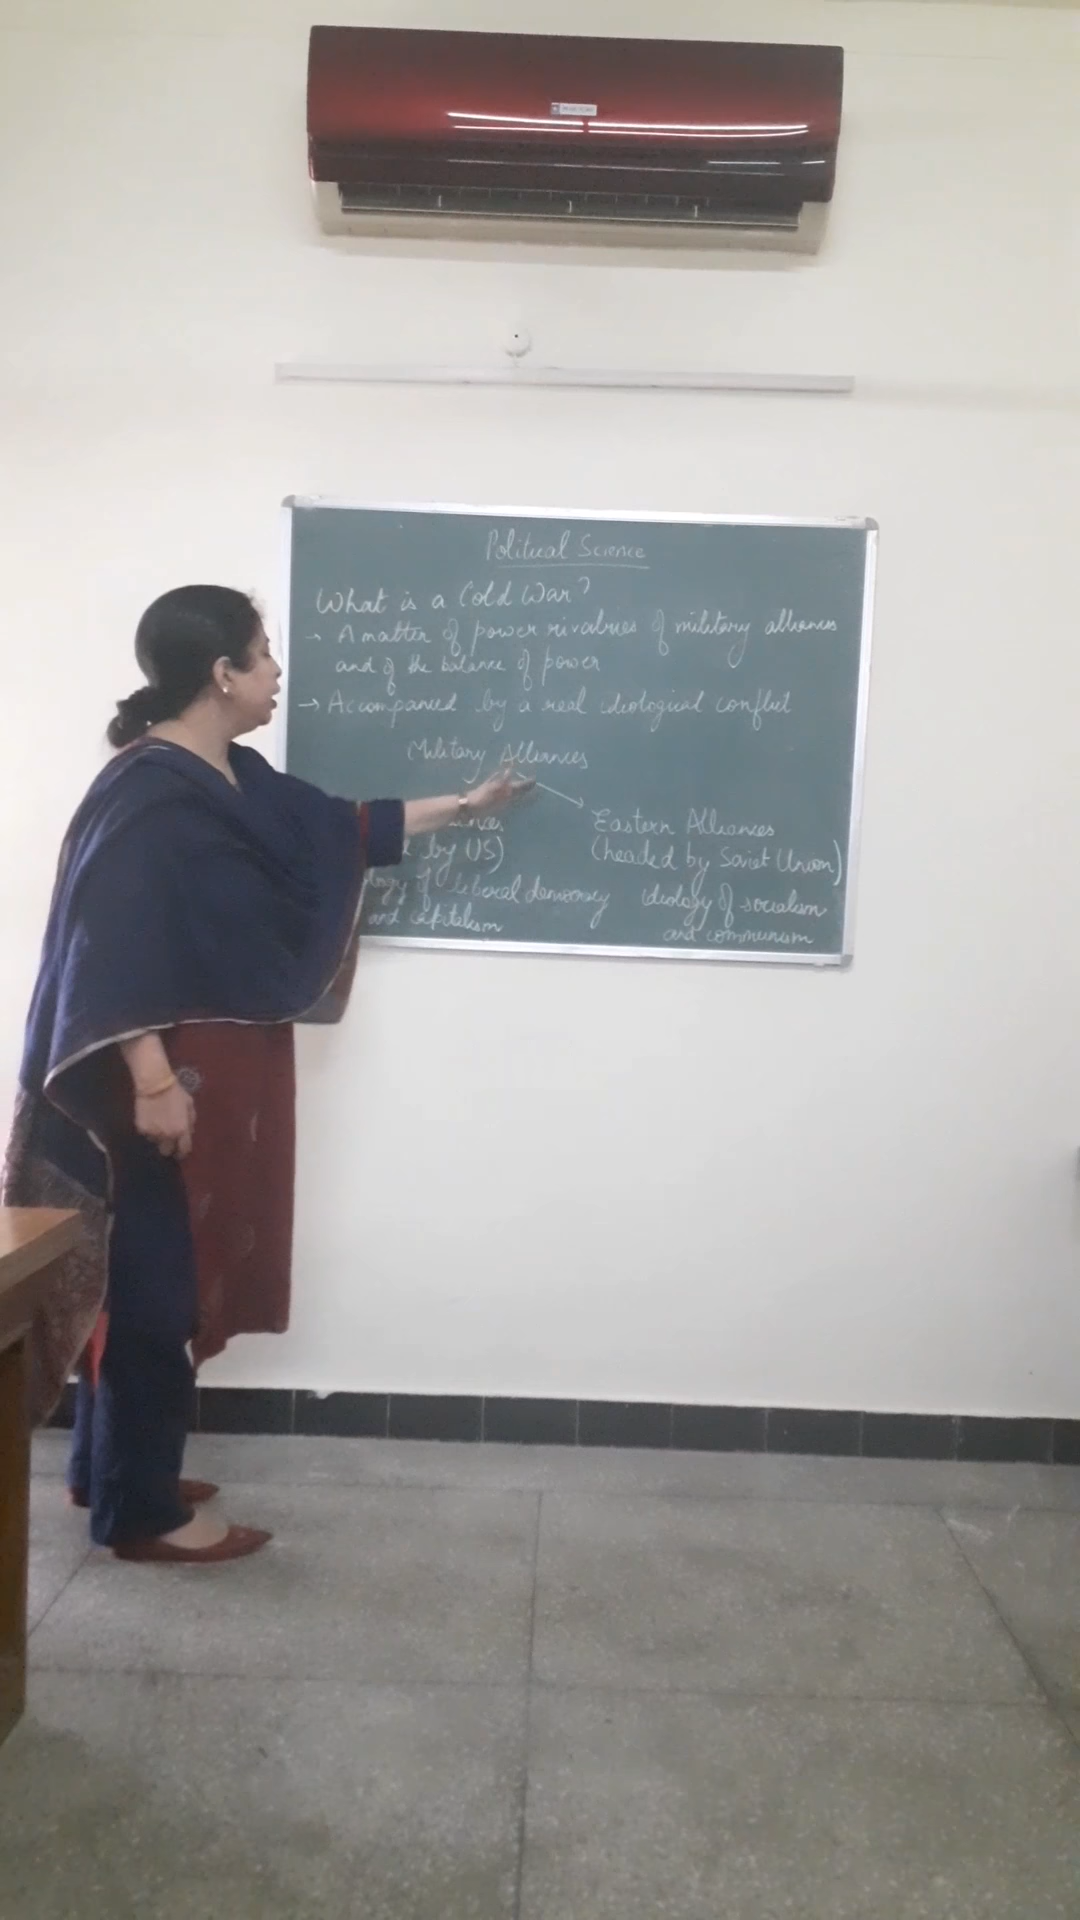 Political Science
What is a Cold War?
→ A matter of power rivalries of military alliances
and of the balance of power
→ Accompanied by a real ideological conflict
Military Alliances
Eastern Alliances
by US)
(headed by Soviet Union)
of liberal democracy
ideology of socialism
and capitalism
and communism